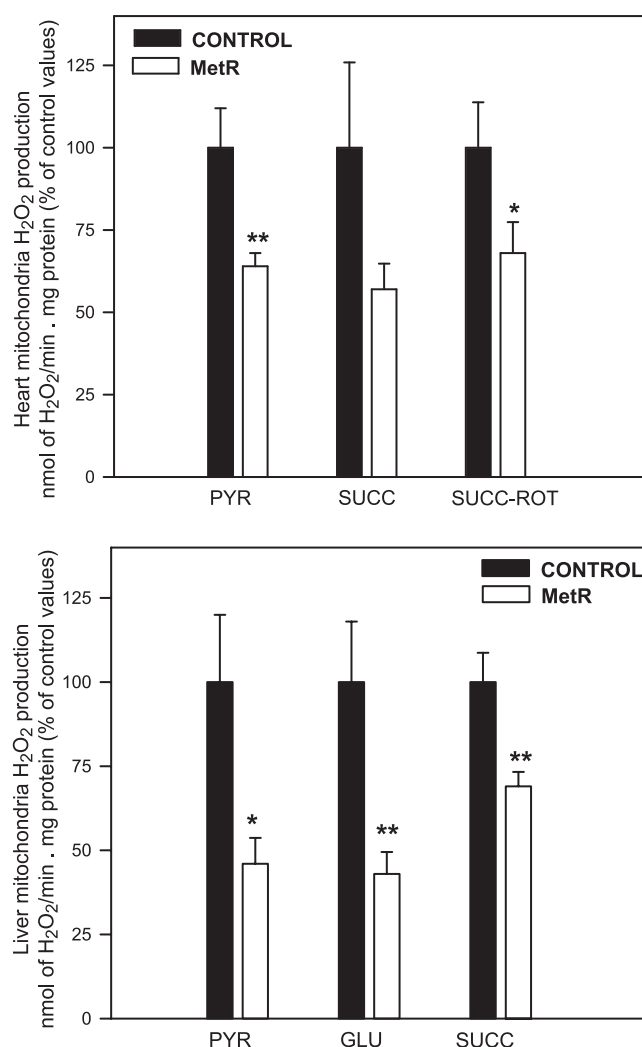 Heart mitochondria H₂O₂ production
nmol of H₂O₂/min . mg protein (% of control values)
CONTROL
MetR
125
100
75
50
25
0
**
*
PYR
SUCC
SUCC-ROT
Liver mitochondria H₂O₂ production
nmol of H₂O₂/min . mg protein (% of control values)
CONTROL
MetR
125
100
75
50
25
0
*
**
**
PYR
GLU
SUCC